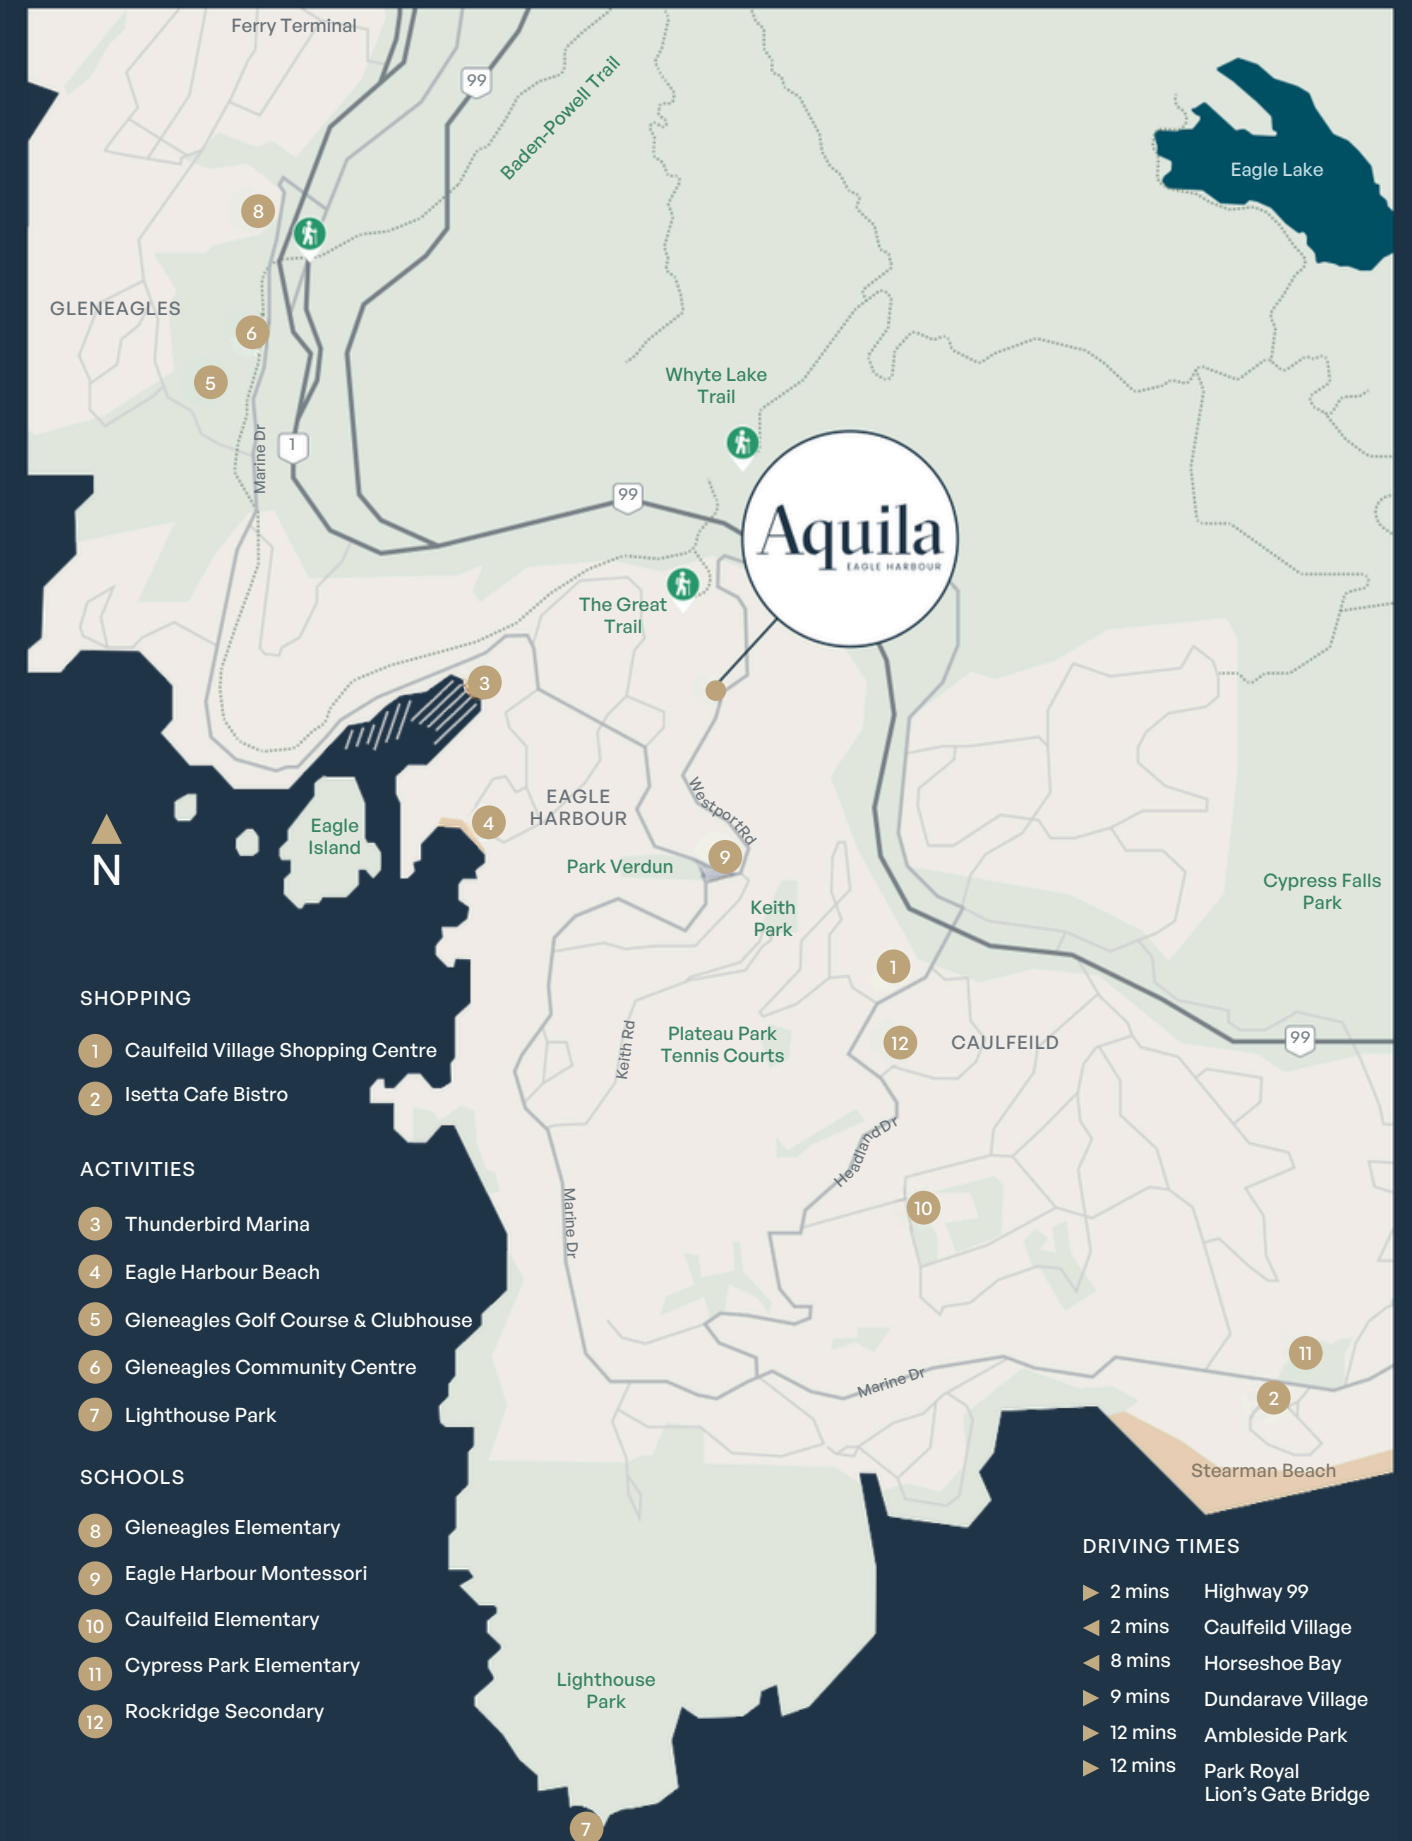 Ferry Terminal
99
Baden-Powell Trail
Eagle Lake
8
GLENEAGLES
6
5
Whyte Lake
Trail
Marine Dr
1
99
Aquila
EAGLE HARBOUR
The Great
Trail
3
EAGLE
HARBOUR
4
Westport Rd
Eagle
Island
N
9
Park Verdun
Keith
Park
Cypress Falls
Park
1
Keith Rd
Plateau Park
Tennis Courts
12
CAULFEILD
99
Headland Dr
10
Marine Dr
11
Marine Dr
2
Stearman Beach
Lighthouse
Park
7
SHOPPING
1 Caulfeild Village Shopping Centre
2 Isetta Cafe Bistro
ACTIVITIES
3 Thunderbird Marina
4 Eagle Harbour Beach
5 Gleneagles Golf Course & Clubhouse
6 Gleneagles Community Centre
7 Lighthouse Park
SCHOOLS
8 Gleneagles Elementary
9 Eagle Harbour Montessori
10 Caulfeild Elementary
11 Cypress Park Elementary
12 Rockridge Secondary
DRIVING TIMES
2 mins Highway 99
2 mins Caulfeild Village
8 mins Horseshoe Bay
9 mins Dundarave Village
12 mins Ambleside Park
12 mins Park Royal
Lion's Gate Bridge